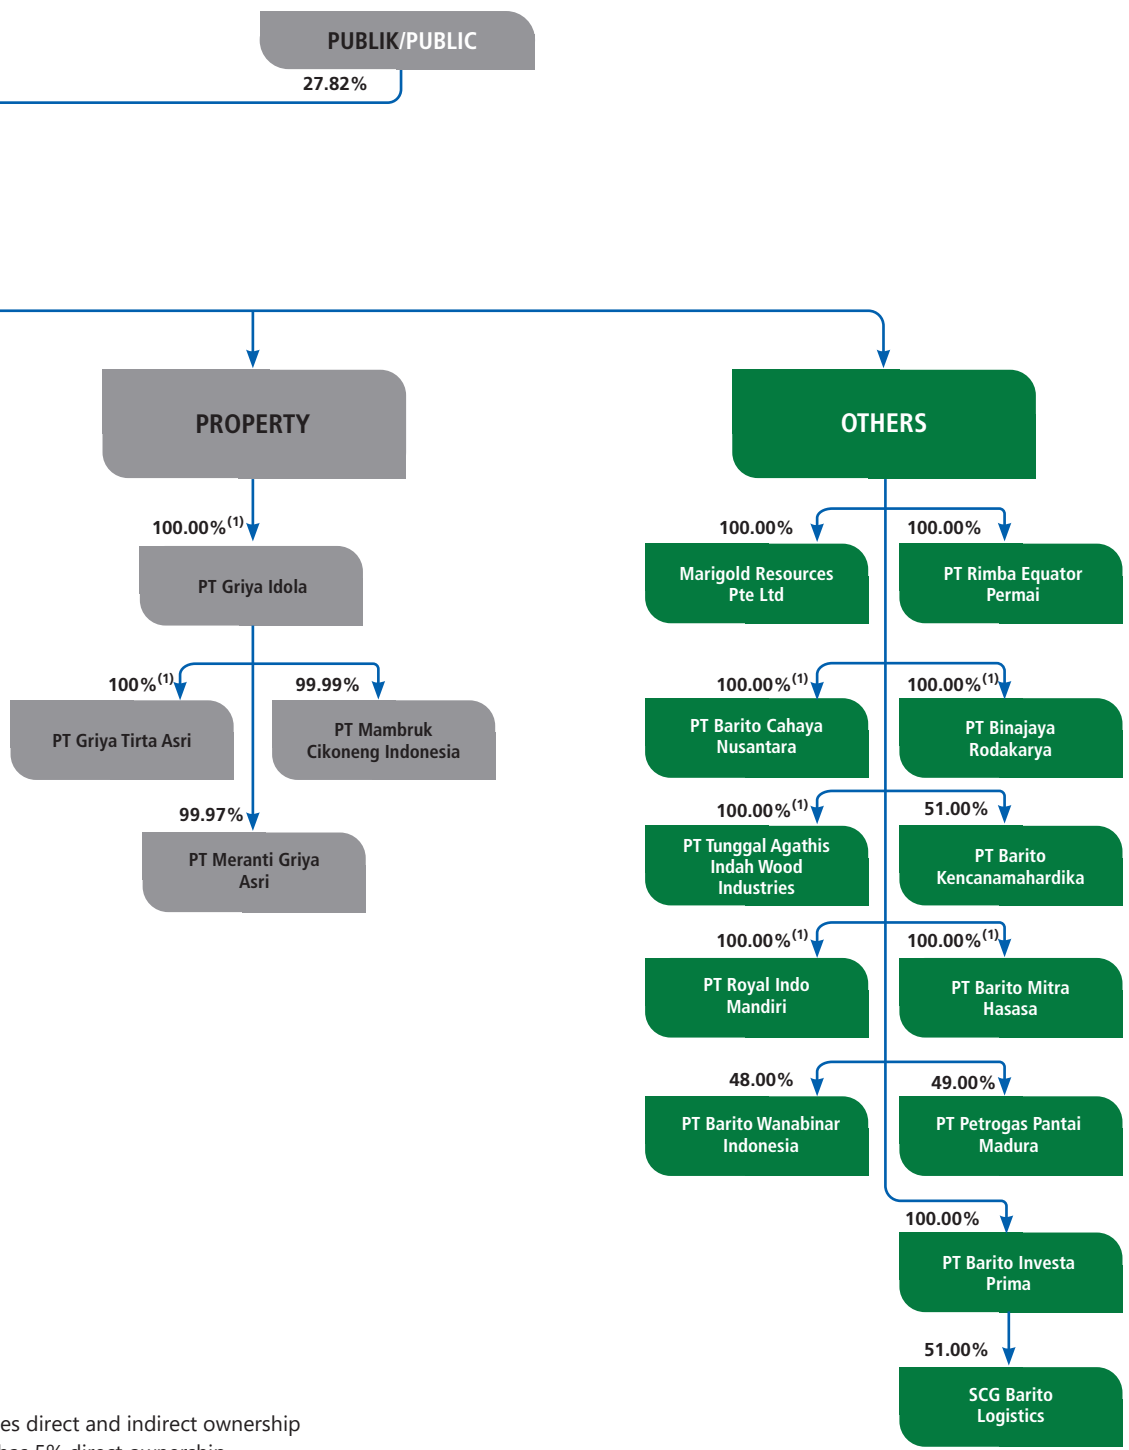 PUBLIK/PUBLIC
27.82%
PROPERTY
100.00%(1)
PT Griya Idola
100%(1)
99.99%
PT Griya Tirta Asri
PT Mambruk
Cikoneng Indonesia
99.97%
PT Meranti Griya
Asri
OTHERS
100.00%
100.00%
Marigold Resources
Pte Ltd
PT Rimba Equator
Permai
100.00%(1)
100.00%(1)
PT Barito Cahaya
Nusantara
PT Binajaya
Rodakarya
100.00%(1)
51.00%
PT Tunggal Agathis
Indah Wood
Industries
PT Barito
Kencanamahardika
100.00%(1)
100.00%(1)
PT Royal Indo
Mandiri
PT Barito Mitra
Hasasa
48.00%
49.00%
PT Barito Wanabinar
Indonesia
PT Petrogas Pantai
Madura
100.00%
PT Barito Investa
Prima
51.00%
SCG Barito
Logistics
es direct and indirect ownership
has 5% direct ownership